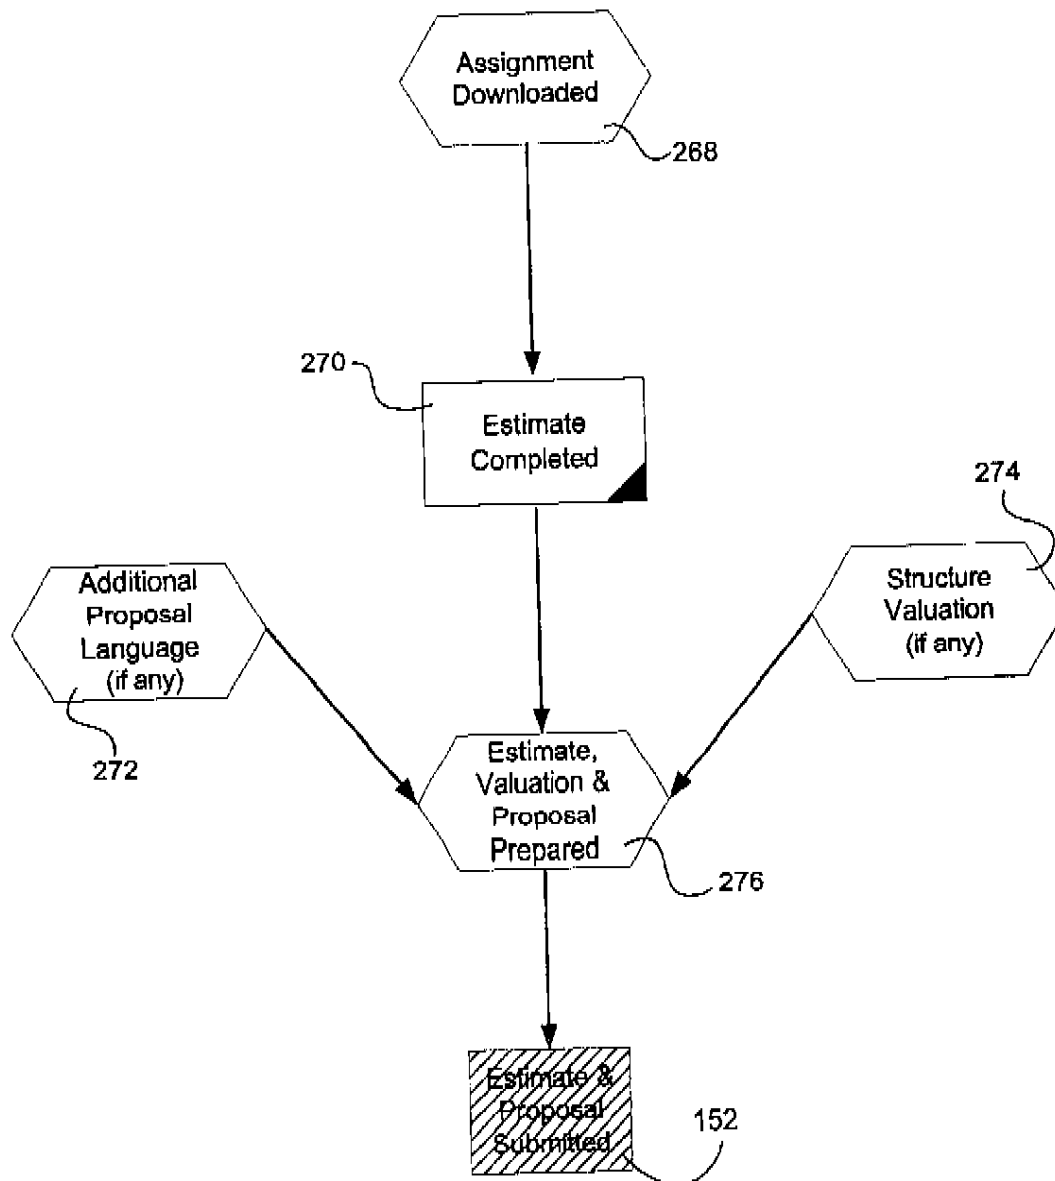 Assignment
Downloaded
268
270
Estimate
Completed
274
Additional
Proposal
Language
(if any)
272
Structure
Valuation
(if any)
Estimate,
Valuation &
Proposal
Prepared
276
Estimate &
Proposal
Submitted
152